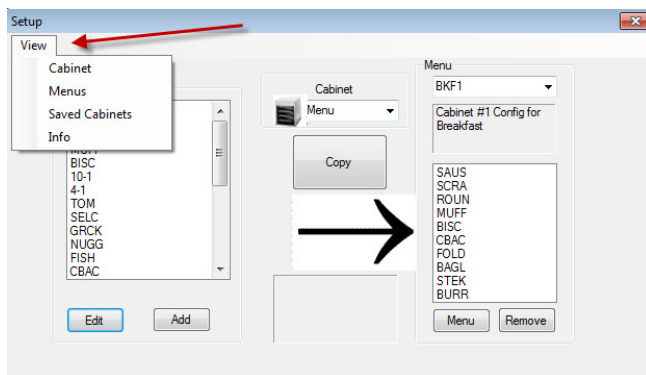 Setup
View
Cabinet
Menus
Saved Cabinets
Info
BISC
10-1
4-1
TOM
SELC
GRCK
NUGG
FISH
CBAC
Edit
Add
Cabinet
Menu
Copy
Menu
BKF1
Cabinet #1 Config for
Breakfast
SAUS
SCRA
ROUN
MUFF
BISC
CBAC
FOLD
BAGL
STEK
BURR
Menu
Remove